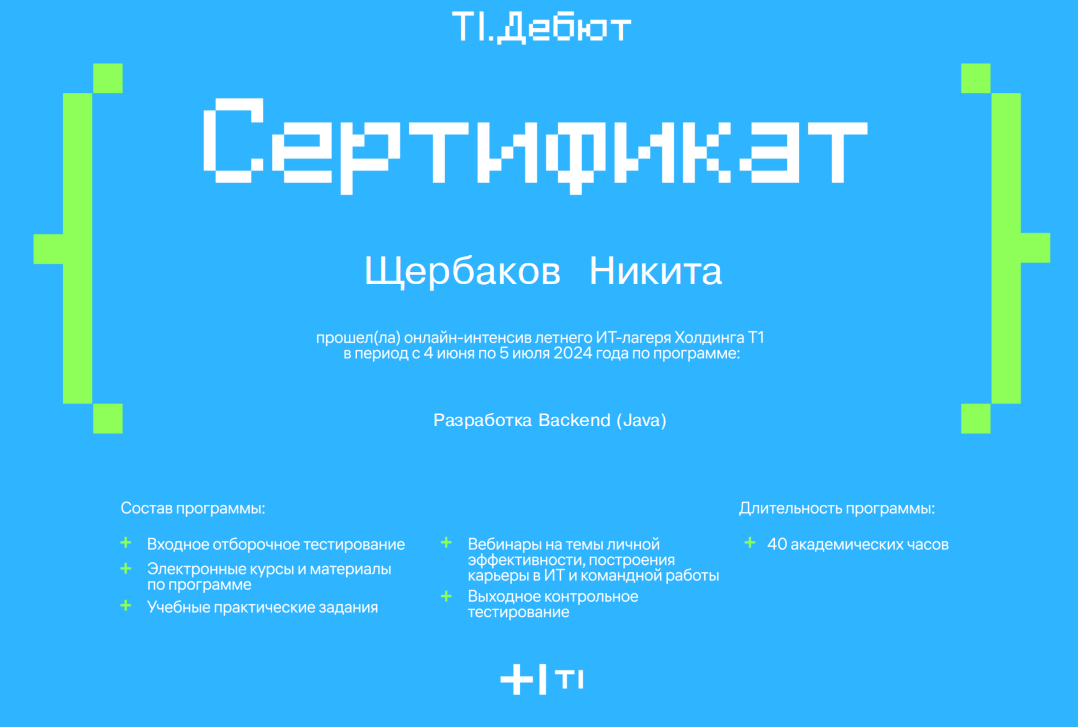 Т1.Дебют
Сертификат
Щербаков Никита
прошел(ла) онлайн-интенсив летнего ИТ-лагеря Холдинга Т1
в период с 4 июня по 5 июля 2024 года по программе:
Разработка Backend (Java)
Состав программы:
+ Входное отборочное тестирование
+ Электронные курсы и материалы
по программе
+ Учебные практические задания
+ Вебинары на темы личной
эффективности, построения
карьеры в ИТ и командной работы
+ Выходное контрольное
тестирование
Длительность программы:
+ 40 академических часов
Т1